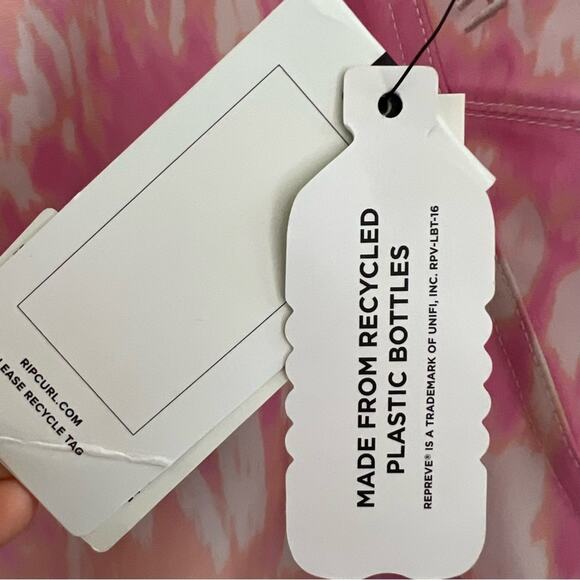 MADE FROM RECYCLED
PLASTIC BOTTLES
REPREVE® IS A TRADEMARK OF UNIFI, INC. RPV-LBT-16
RIPCURL.COM
LEASE RECYCLE TAG